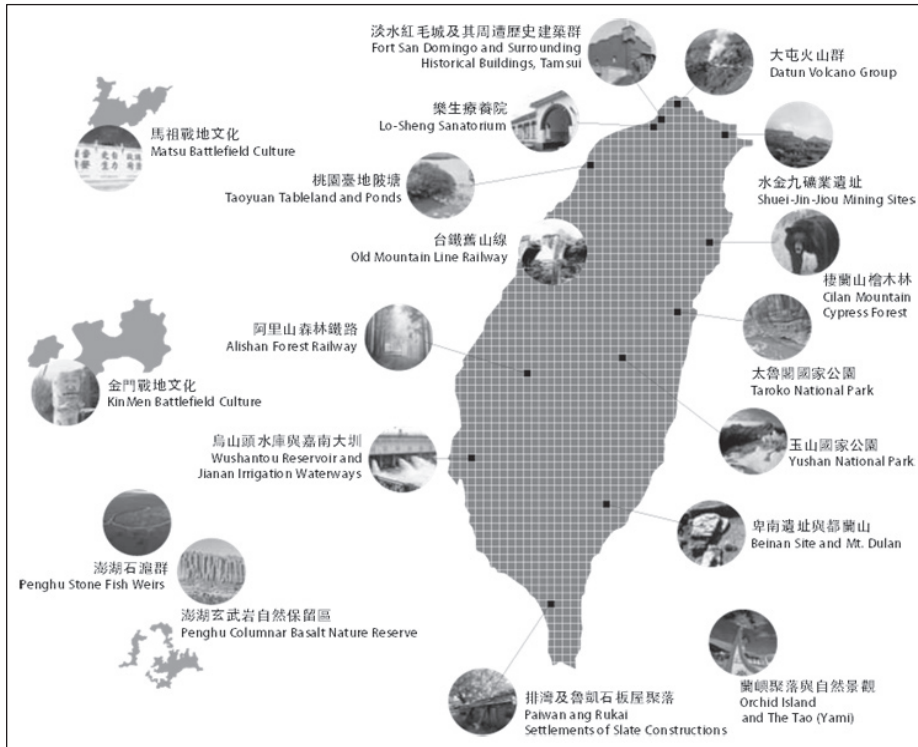 淡水紅毛城及其周遭歷史建築群
Fort San Domingo and Surrounding
Historical Buildings, Tamsui
大屯火山群
Datun Volcano Group
馬祖戰地文化
Matsu Battlefield Culture
樂生療養院
Lo-Sheng Sanatorium
水金九礦業遺址
Shuei-Jin-Jiou Mining Sites
桃園臺地陂塘
Taoyuan Tableland and Ponds
台鐵舊山線
Old Mountain Line Railway
棲蘭山檜木林
Cilan Mountain
Cypress Forest
阿里山森林鐵路
Alishan Forest Railway
太魯閣國家公園
Taroko National Park
金門戰地文化
KinMen Battlefield Culture
烏山頭水庫與嘉南大圳
Wushantou Reservoir and
Jianan Irrigation Waterways
玉山國家公園
Yushan National Park
卑南遺址與都蘭山
Beinan Site and Mt. Dulan
澎湖石滬群
Penghu Stone Fish Weirs
澎湖玄武岩自然保留區
Penghu Columnar Basalt Nature Reserve
排灣及魯凱石板屋聚落
Paiwan ang Rukai
Settlements of Slate Constructions
蘭嶼聚落與自然景觀
Orchid Island
and The Tao (Yami)